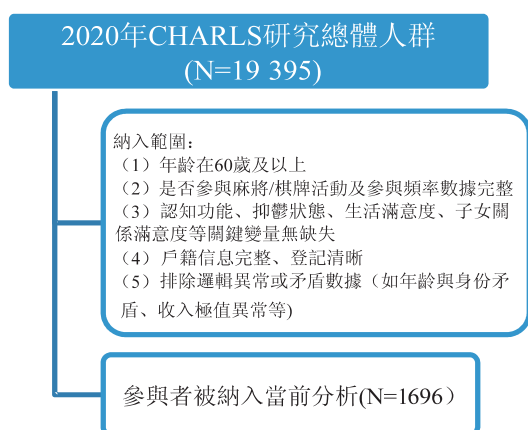 2020年CHARLS研究總體人群
(N=19 395)
納入範圍：
（1）年齡在60歲及以上
（2）是否參與麻將/棋牌活動及參與頻率數據完整
（3）認知功能、抑鬱狀態、生活滿意度、子女關
係滿意度等關鍵變量無缺失
（4）戶籍信息完整、登記清晰
（5）排除邏輯異常或矛盾數據（如年齡與身份矛
盾、收入極值異常等)
參與者被納入當前分析(N=1696）